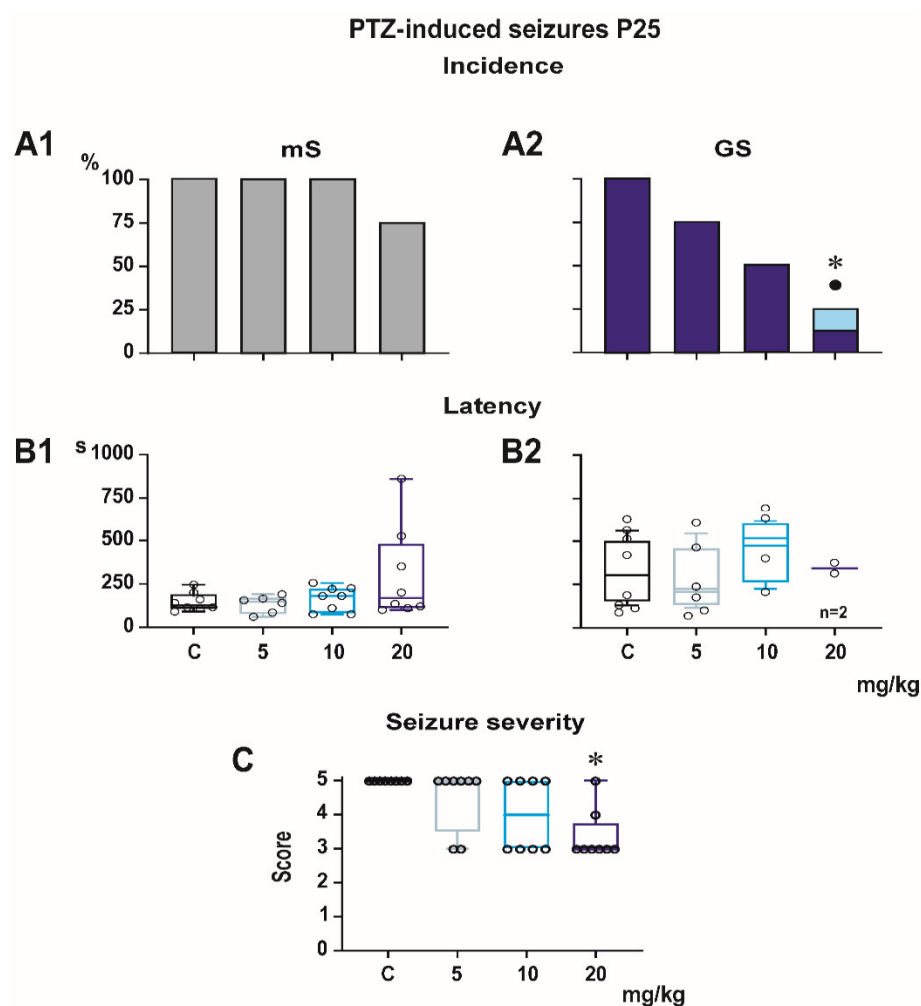 PTZ-induced seizures P25
Incidence
A1
mS
%
100
75
50
25
0
A2
GS
*
Latency
B1
s
1000
750
500
250
0
C
5
10
20
B2
n=2
C
5
10
20
mg/kg
Seizure severity
C
*
Score
5
4
3
2
1
0
C
5
10
20
mg/kg